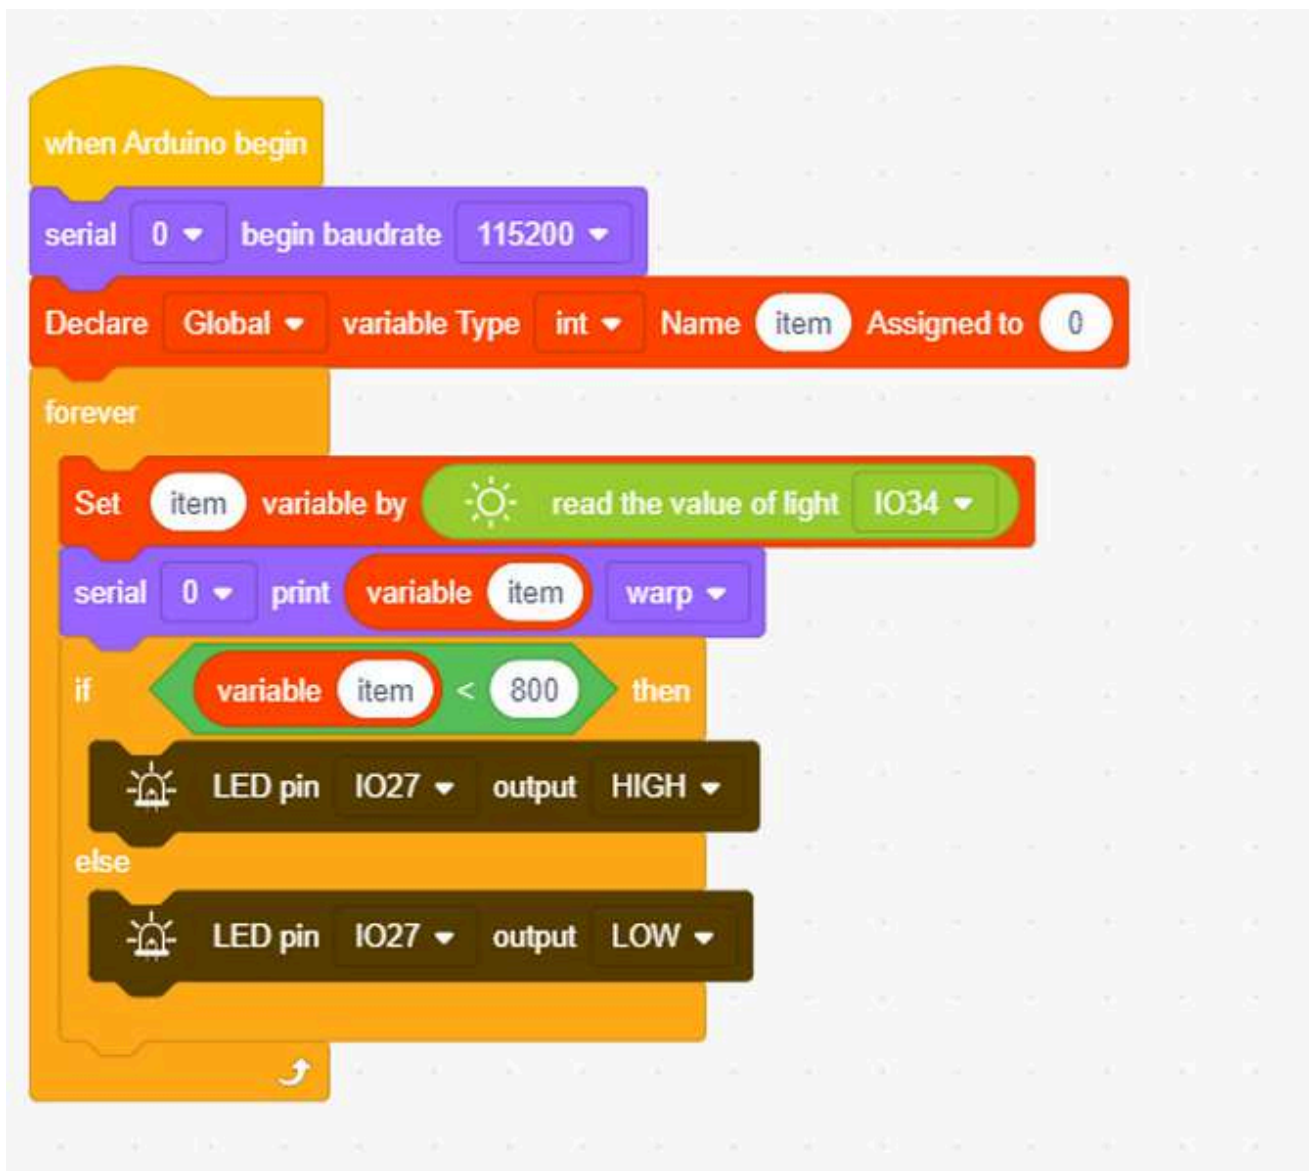 when Arduino begin
serial 0 begin baudrate 115200
Declare Global variable Type int Name item Assigned to 0
forever
Set item variable by read the value of light IO34
serial 0 print variable item warp
if variable item < 800 then
LED pin IO27 output HIGH
else
LED pin IO27 output LOW